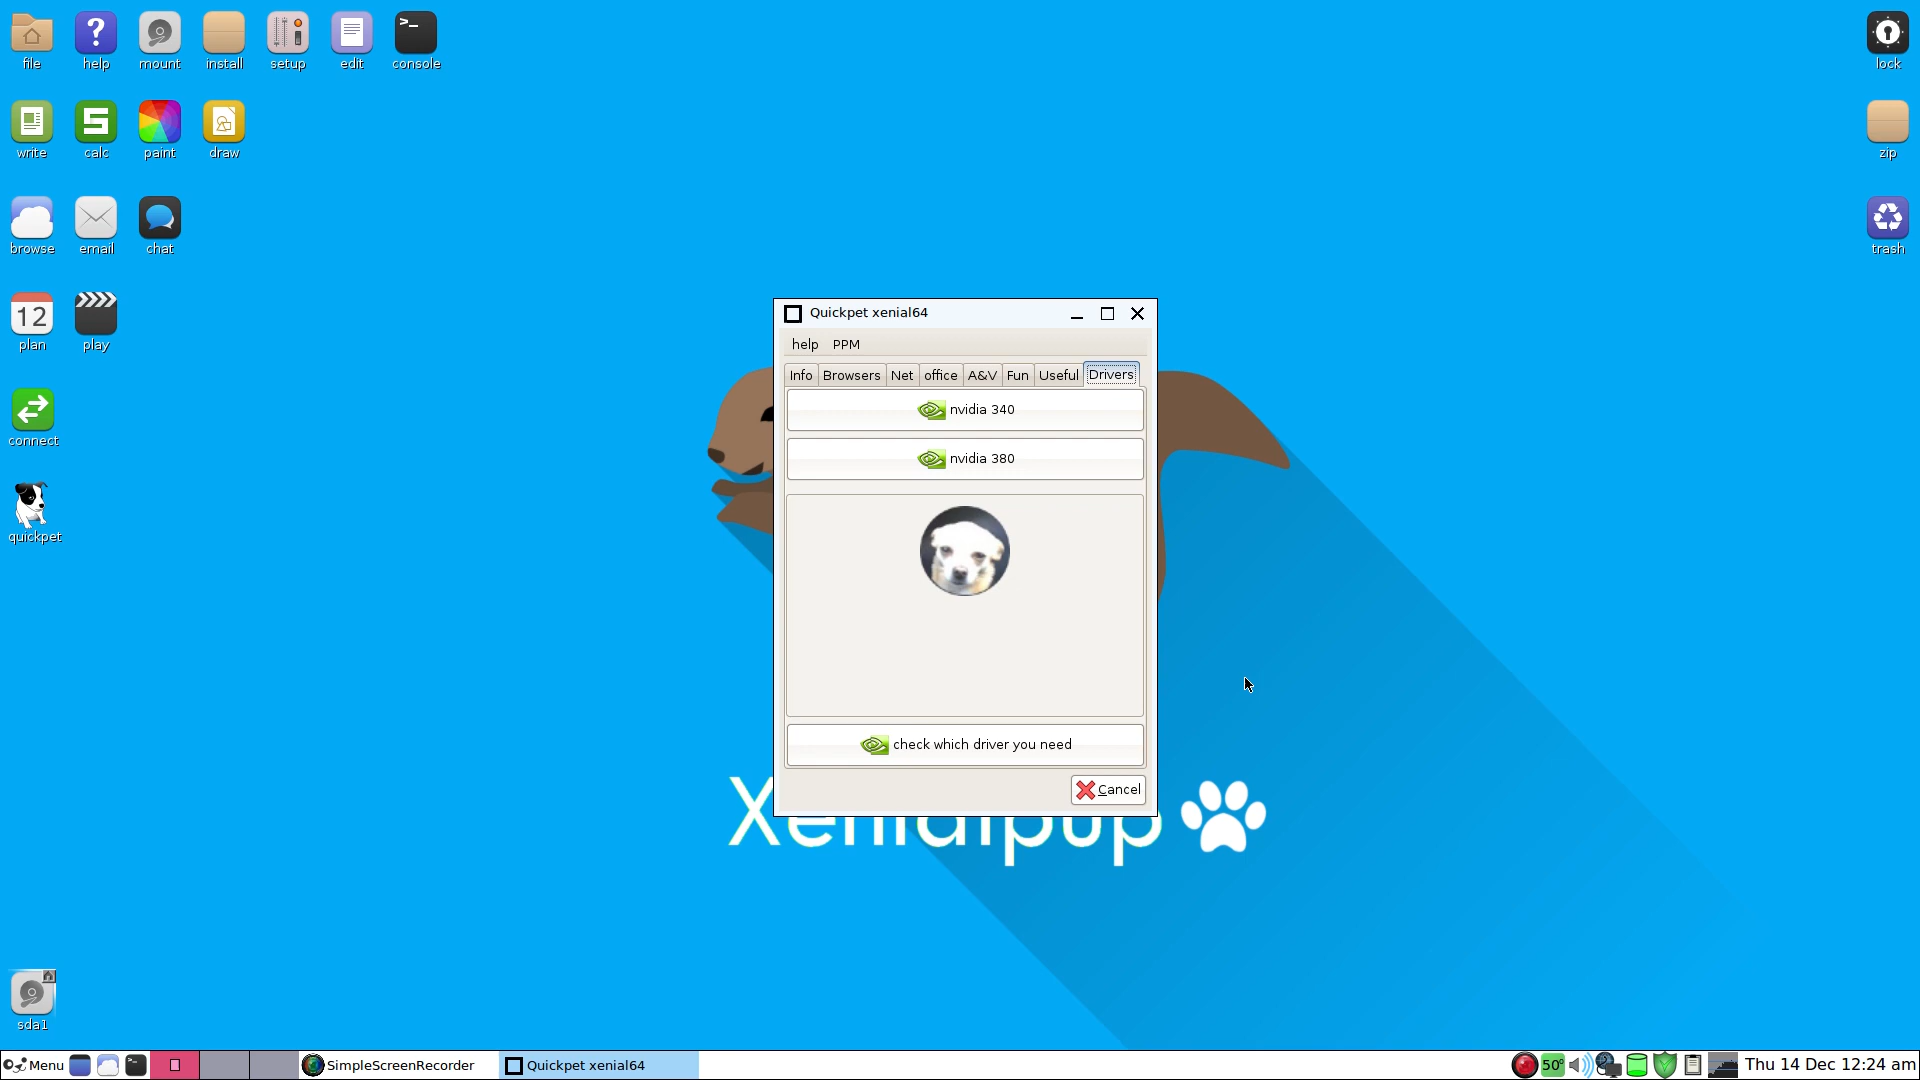 file help mount install setup edit console lock
write calc paint draw zip
browse email chat trash
plan play
12
connect
quickpet
sda1
Quickpet xenial64
help PPM
Info Browsers Net office A&V Fun Useful Drivers
nvidia 340
nvidia 380
check which driver you need
Cancel
Xenialpup
Menu SimpleScreenRecorder Quickpet xenial64 50° Thu 14 Dec 12:24 am